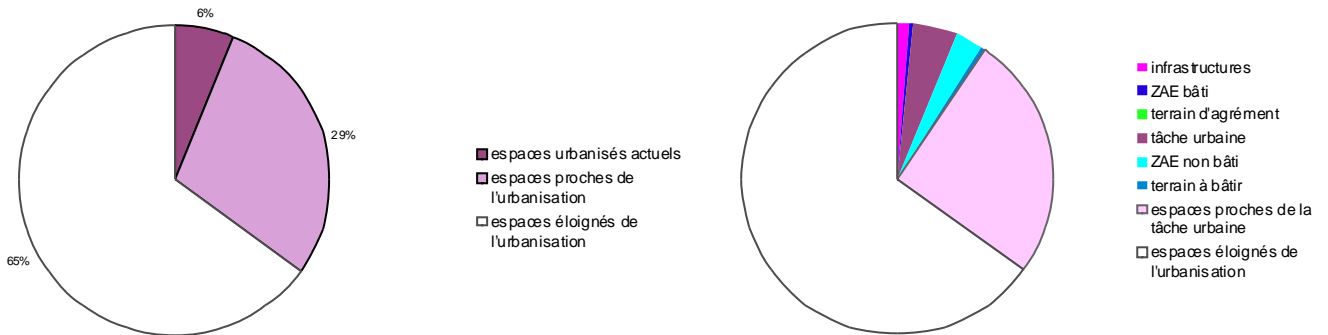 6%
29%
65%
espaces urbanisés actuels
espaces proches de
l'urbanisation
espaces éloignés de
l'urbanisation
infrastructures
ZAE bâti
terrain d'agrément
tâche urbaine
ZAE non bâti
terrain à bâtir
espaces proches de la
tâche urbaine
espaces éloignés de
l'urbanisation